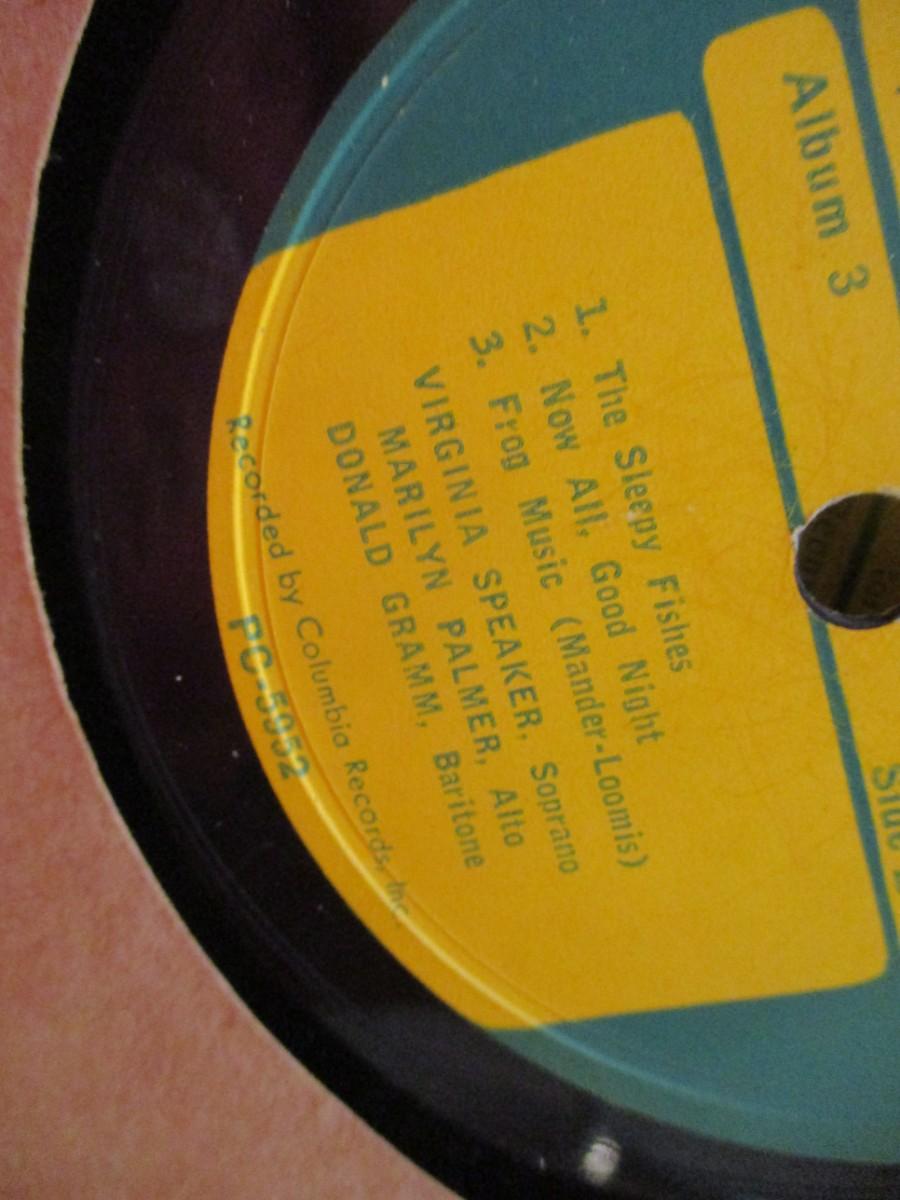 Album 3
1. The Sleepy Fishes
2. Now All, Good Night
3. Frog Music (Mander-Loomis)
VIRGINIA SPEAKER, Soprano
MARILYN PALMER, Alto
DONALD GRAMM, Baritone
Recorded by Columbia Records, Inc.
PC-5952
Side